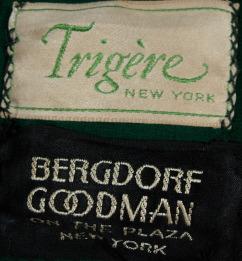 Trigère
NEW YORK
BERGDORF
GOODMAN
ON THE PLAZA
NEW YORK